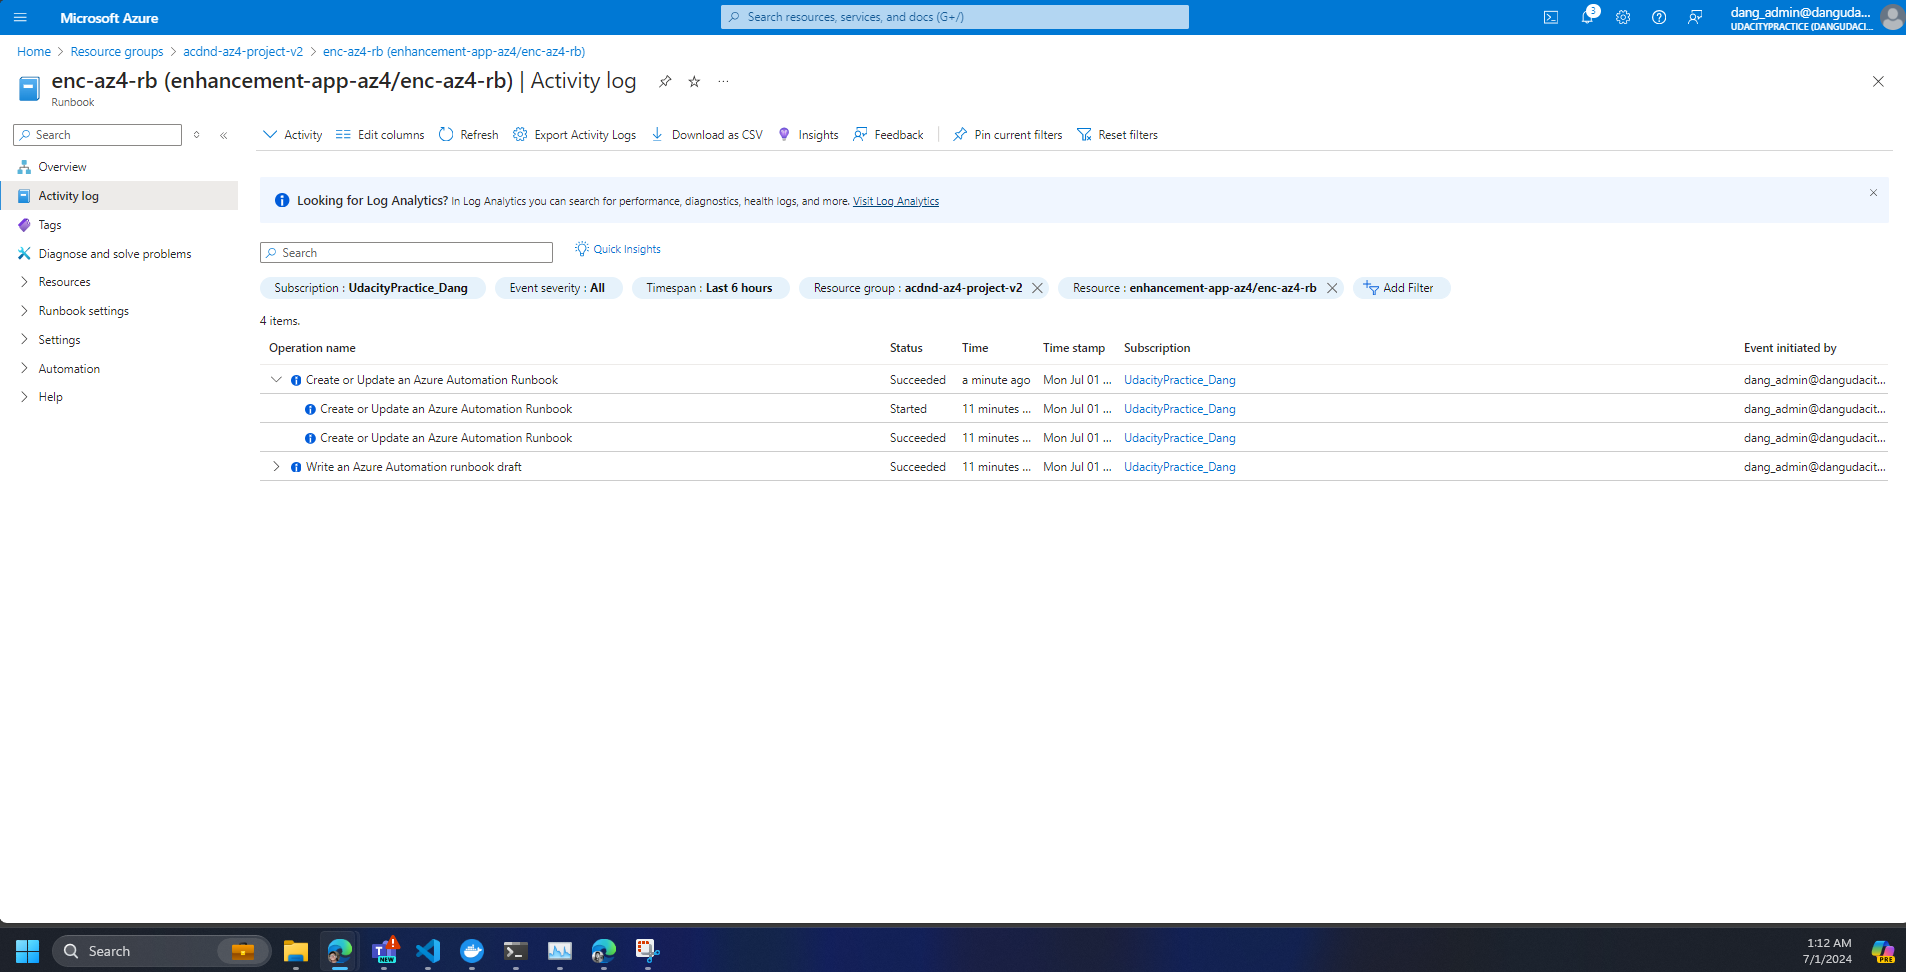 Microsoft Azure
Search resources, services, and docs (G+/)
3
dang_admin@danguda...
UDACITYPRACTICE (DANGUDACI...
Home > Resource groups > acdnd-az4-project-v2 > enc-az4-rb (enhancement-app-az4/enc-az4-rb)
enc-az4-rb (enhancement-app-az4/enc-az4-rb) | Activity log
Runbook
Search
Activity Edit columns Refresh Export Activity Logs Download as CSV Insights Feedback Pin current filters Reset filters
Overview
Activity log
Tags
Diagnose and solve problems
Resources
Runbook settings
Settings
Automation
Help
Looking for Log Analytics? In Log Analytics you can search for performance, diagnostics, health logs, and more. Visit Log Analytics
Search
Quick Insights
Subscription : UdacityPractice_Dang Event severity : All Timespan : Last 6 hours Resource group : acdnd-az4-project-v2 Resource : enhancement-app-az4/enc-az4-rb Add Filter
4 items.
Operation name Status Time Time stamp Subscription Event initiated by
Create or Update an Azure Automation Runbook Succeeded a minute ago Mon Jul 01 ... UdacityPractice_Dang dang_admin@dangudacit...
Create or Update an Azure Automation Runbook Started 11 minutes ... Mon Jul 01 ... UdacityPractice_Dang dang_admin@dangudacit...
Create or Update an Azure Automation Runbook Succeeded 11 minutes ... Mon Jul 01 ... UdacityPractice_Dang dang_admin@dangudacit...
Write an Azure Automation runbook draft Succeeded 11 minutes ... Mon Jul 01 ... UdacityPractice_Dang dang_admin@dangudacit...
Search
NEW
1:12 AM
7/1/2024
PRE